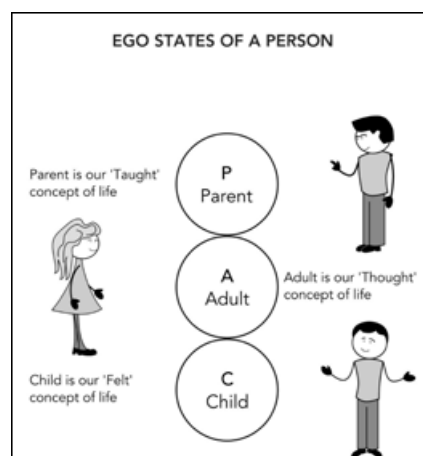 EGO STATES OF A PERSON
P
Parent
Parent is our 'Taught'
concept of life
A
Adult
Adult is our 'Thought'
concept of life
C
Child
Child is our 'Felt'
concept of life